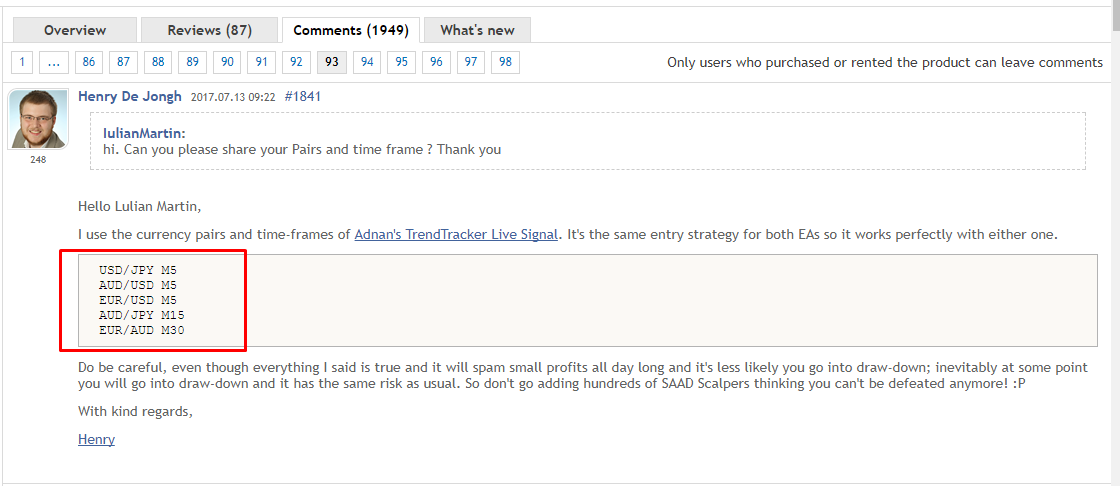 Overview Reviews (87) Comments (1949) What's new
1 ... 86 87 88 89 90 91 92 93 94 95 96 97 98 Only users who purchased or rented the product can leave comments
Henry De Jongh 2017.07.13 09:22 #1841
248
IulianMartin:
hi. Can you please share your Pairs and time frame ? Thank you
Hello Lulian Martin,
I use the currency pairs and time-frames of Adnan's TrendTracker Live Signal. It's the same entry strategy for both EAs so it works perfectly with either one.
USD/JPY M5
AUD/USD M5
EUR/USD M5
AUD/JPY M15
EUR/AUD M30
Do be careful, even though everything I said is true and it will spam small profits all day long and it's less likely you go into draw-down; inevitably at some point
you will go into draw-down and it has the same risk as usual. So don't go adding hundreds of SAAD Scalpers thinking you can't be defeated anymore! :P
With kind regards,
Henry